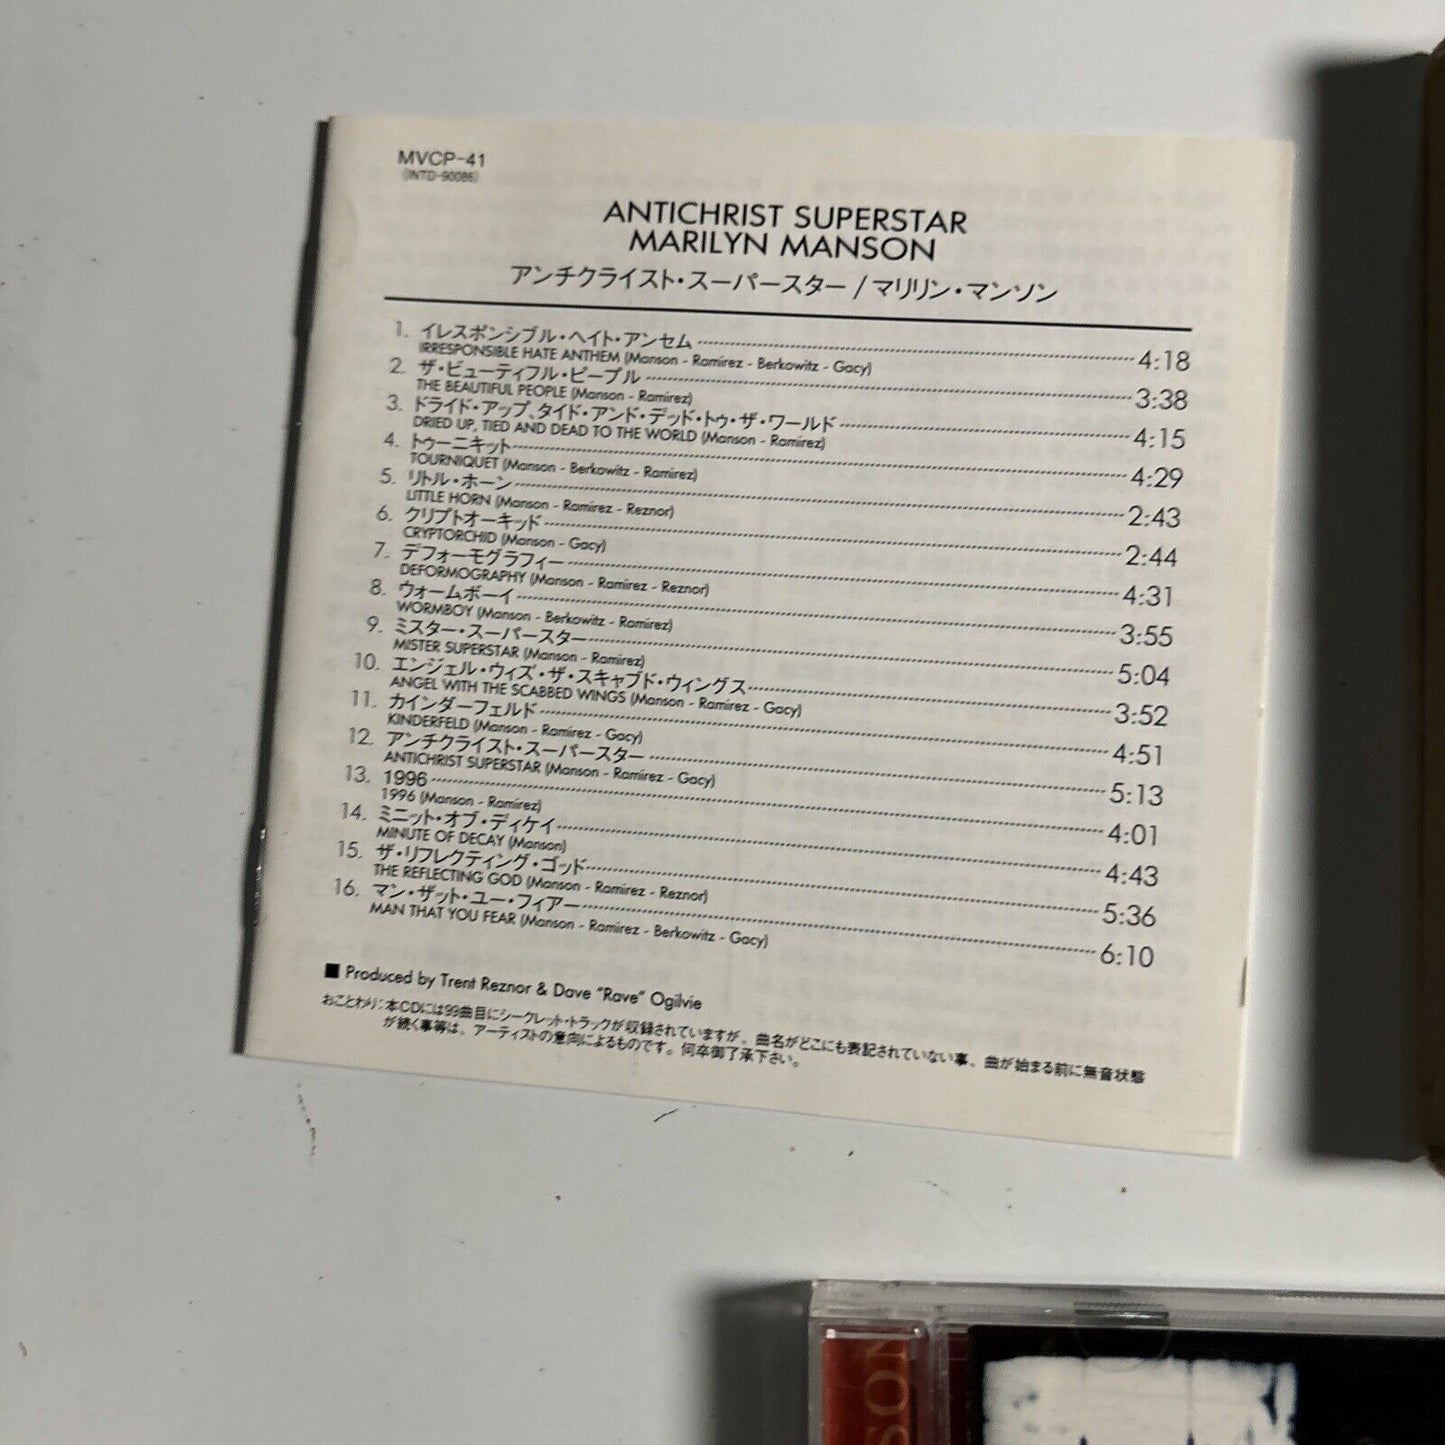 MVCP-41
(INTD-90086)
ANTICHRIST SUPERSTAR
MARILYN MANSON
アンチクライスト・スーパースター / マリリン・マンソン
1. イレスポンシブル・ヘイト・アンセム 4:18
IRRESPONSIBLE HATE ANTHEM (Manson - Ramirez - Berkowitz - Gacy)
2. ザ・ビューティフル・ピープル 3:38
THE BEAUTIFUL PEOPLE (Manson - Ramirez)
3. ドライド・アップ、タイド・アンド・デッド・トゥ・ザ・ワールド 4:15
DRIED UP, TIED AND DEAD TO THE WORLD (Manson - Ramirez)
4. トゥーニキット 4:29
TOURNIQUET (Manson - Berkowitz - Ramirez)
5. リトル・ホーン 2:43
LITTLE HORN (Manson - Ramirez - Reznor)
6. クリプトオーキッド 2:44
CRYPTORCHID (Manson - Gacy)
7. デフォーモグラフィー 4:31
DEFORMOGRAPHY (Manson - Ramirez - Reznor)
8. ウォームボーイ 3:55
WORMBOY (Manson - Berkowitz - Ramirez)
9. ミスター・スーパースター 5:04
MISTER SUPERSTAR (Manson - Ramirez)
10. エンジェル・ウィズ・ザ・スキャブド・ウィングス 3:52
ANGEL WITH THE SCABBED WINGS (Manson - Ramirez - Gacy)
11. カインダーフェルド 4:51
KINDERFELD (Manson - Ramirez - Gacy)
12. アンチクライスト・スーパースター 5:13
ANTICHRIST SUPERSTAR (Manson - Ramirez - Gacy)
13. 1996 4:01
1996 (Manson - Ramirez)
14. ミニット・オブ・ディケイ 4:43
MINUTE OF DECAY (Manson)
15. ザ・リフレクティング・ゴッド 5:36
THE REFLECTING GOD (Manson - Ramirez - Reznor)
16. マン・ザット・ユー・フィアー 6:10
MAN THAT YOU FEAR (Manson - Ramirez - Berkowitz - Gacy)
■ Produced by Trent Reznor & Dave "Rave" Ogilvie
おことわり：本CDには99曲目にシークレット・トラックが収録されていますが、曲名がどこにも表記されていない事、曲が始まる前に無音状態
が続く事等は、アーティストの意向によるものです。何卒御了承下さい。
SON